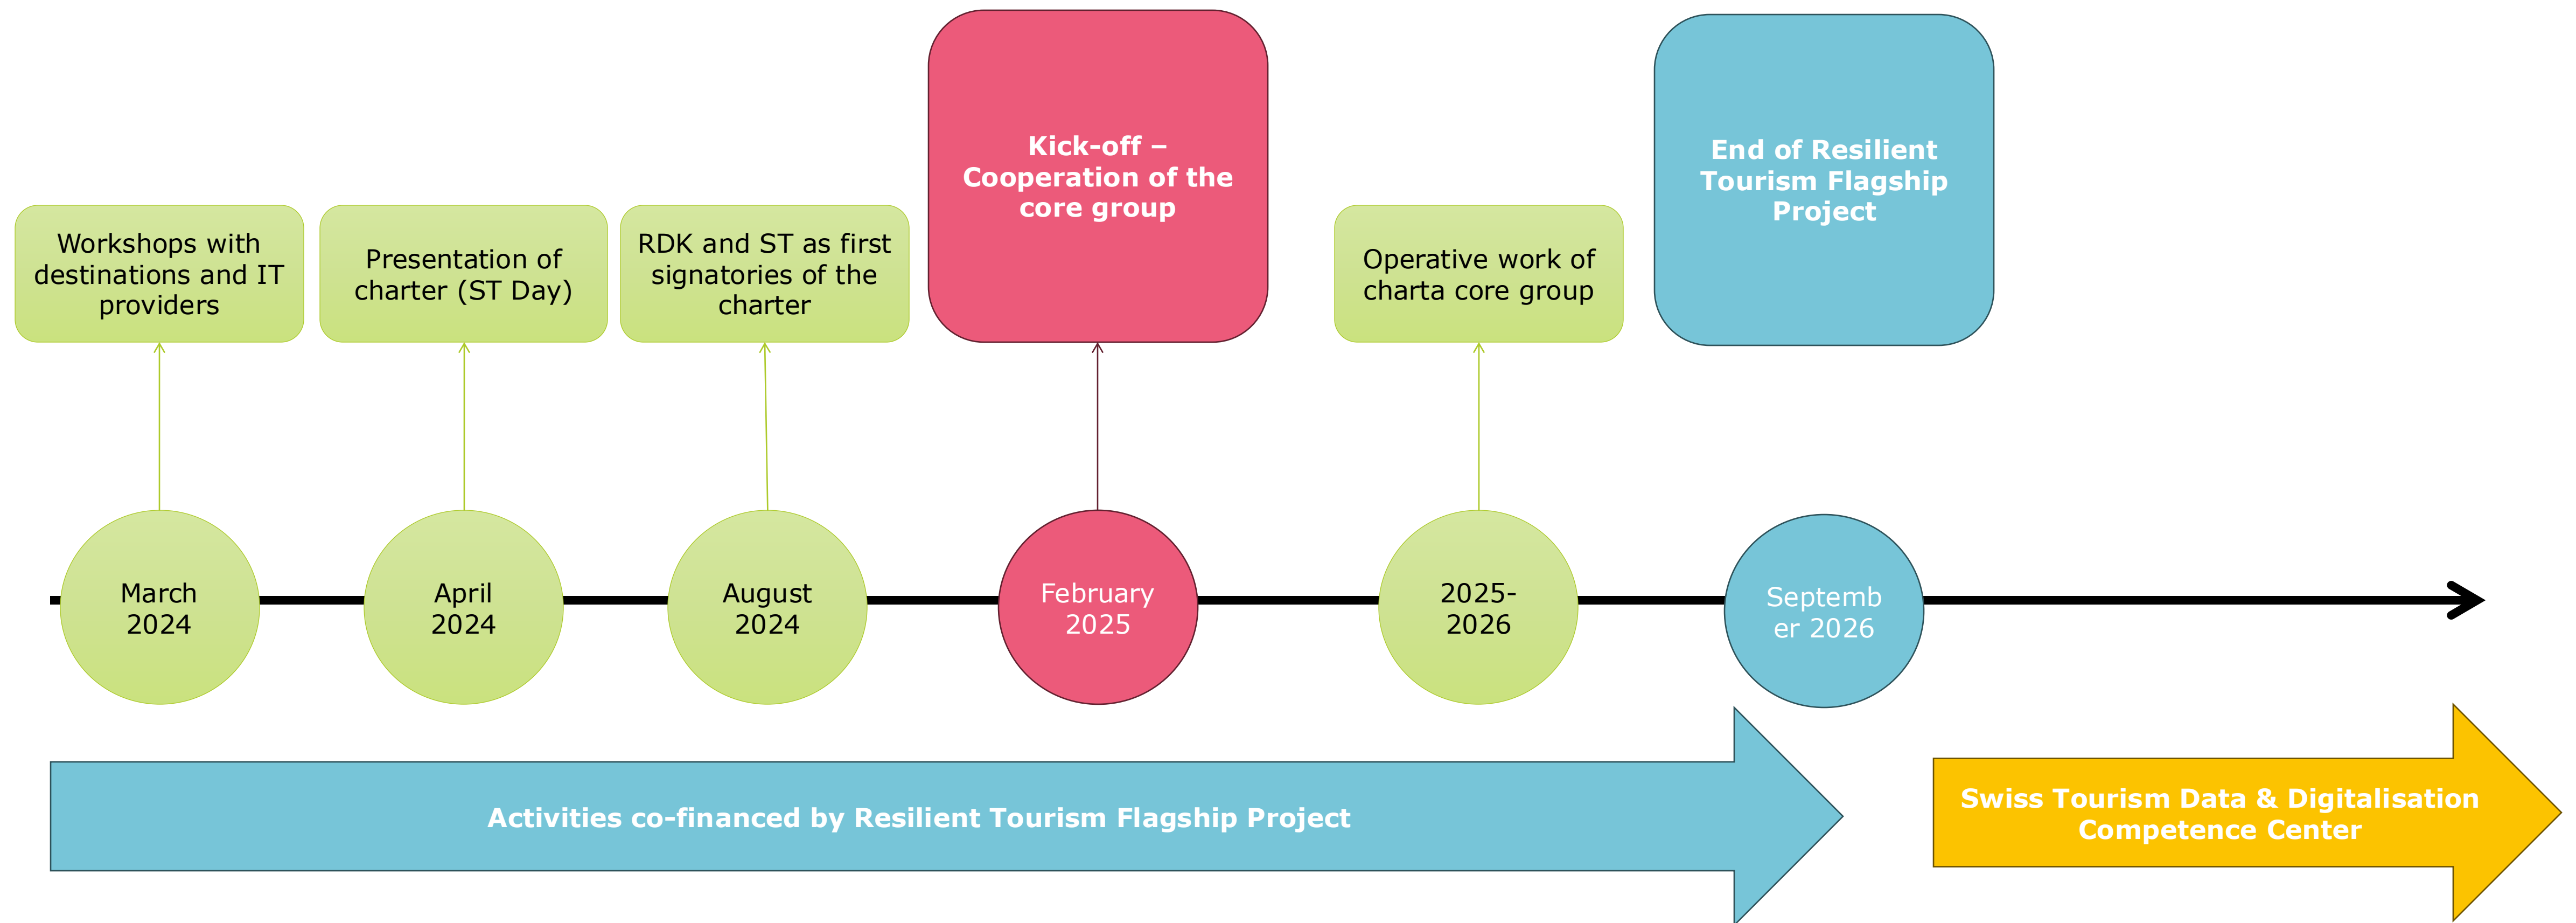 Kick-off –
Cooperation of the
core group
End of Resilient
Tourism Flagship
Project
Workshops with
destinations and IT
providers
Presentation of
charter (ST Day)
RDK and ST as first
signatories of the
charter
Operative work of
charta core group
March
2024
April
2024
August
2024
February
2025
2025-
2026
Septemb
er 2026
Activities co-financed by Resilient Tourism Flagship Project
Swiss Tourism Data & Digitalisation
Competence Center